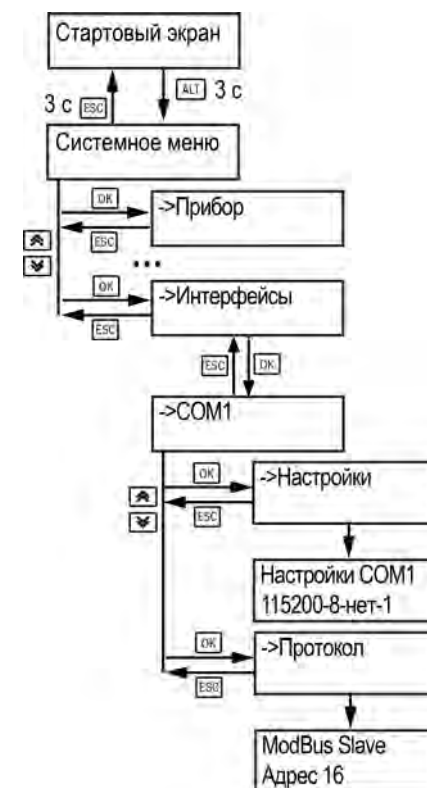 Стартовый экран
3 с ESC
ALT 3 с
Системное меню
OK
->Прибор
ESC
...
OK
->Интерфейсы
ESC
ESC
OK
->COM1
OK
->Настройки
ESC
Настройки COM1
115200-8-нет-1
OK
->Протокол
ESC
ModBus Slave
Адрес 16